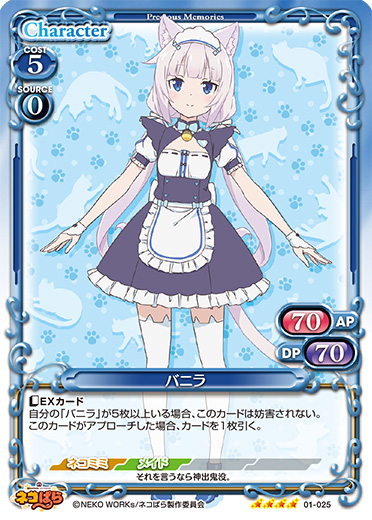 Precious Memories
Character
COST
5
SOURCE
0
70 AP
DP 70
バニラ
EXカード
自分の「バニラ」が5枚以上いる場合、このカードは妨害されない。
このカードがアプローチした場合、カードを1枚引く。
ネコミミ メイド
それを言うなら神出鬼没。
ネコぱら
©NEKO WORKs/ネコぱら製作委員会
01-025